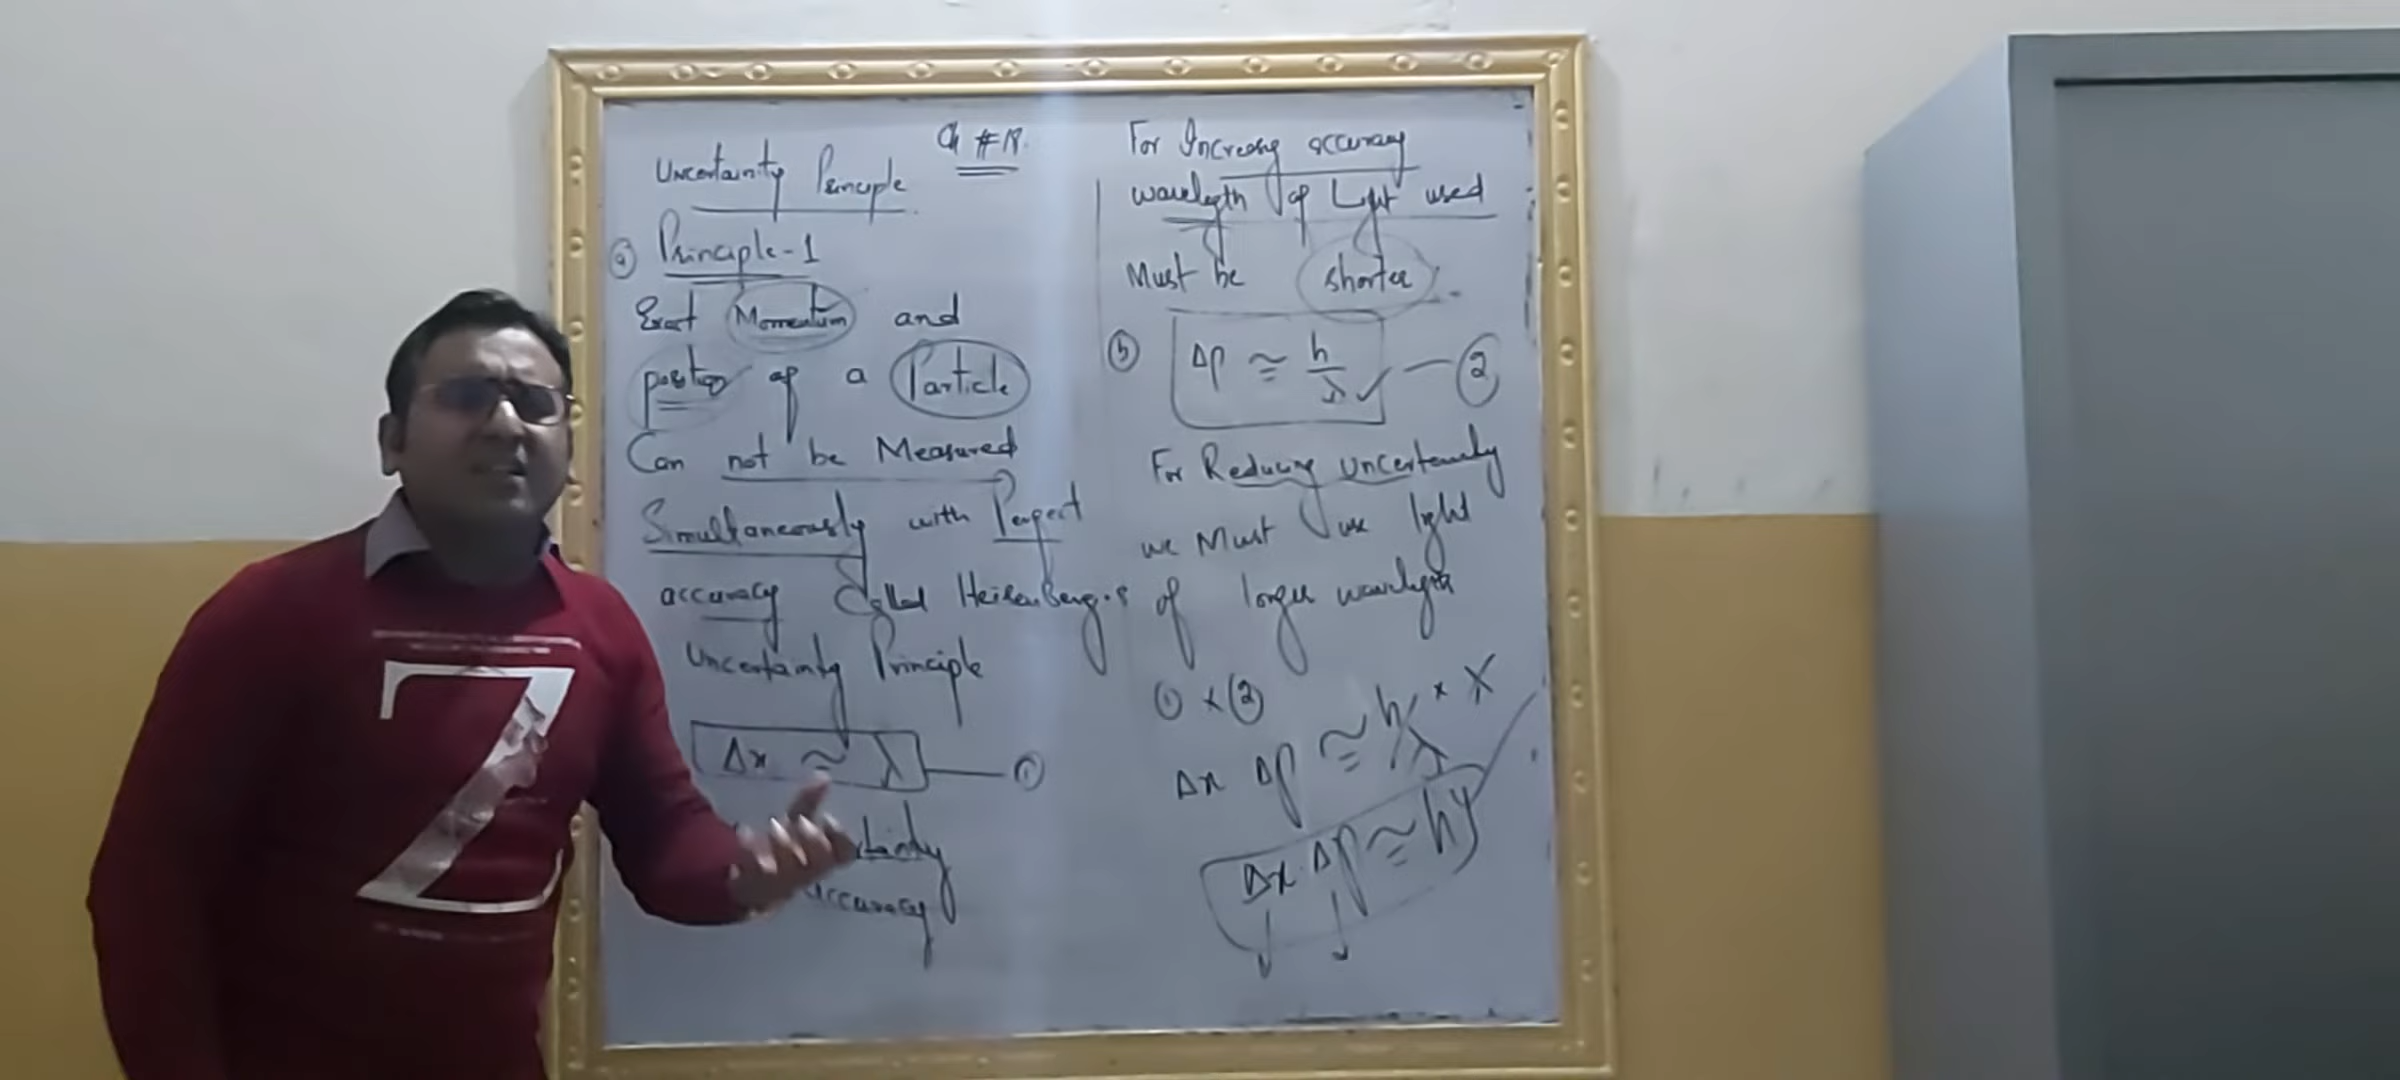 Uncertainty Principle
Ch # 18.
(a) Principle-1
Exact Momentum and
position of a Particle
Can not be Measured
Simultaneously with Perfect
accuracy Called Heisenberg's
Uncertainty Principle
Δx ≅ λ — ①
accuracy
For Increasing accuracy
wavelength of Light used
Must be shorter.
(b) Δp ≅ h/λ ✓ — ②
For Reducing uncertainty
we Must use light
of longer wavelength
① × ②
Δx Δp ≅ h/λ × λ
Δx. Δp ≅ h
Z